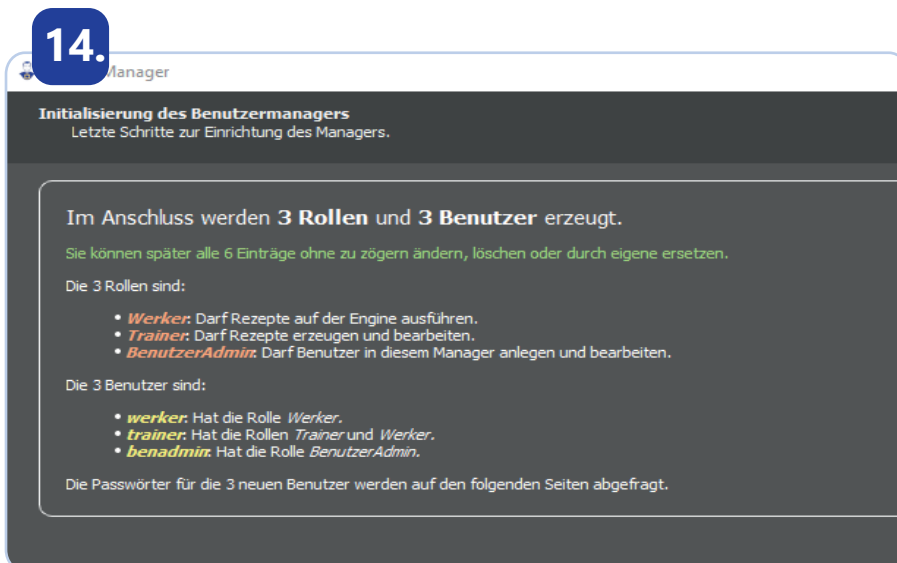 14.
Manager
Initialisierung des Benutzermanagers
Letzte Schritte zur Einrichtung des Managers.
Im Anschluss werden 3 Rollen und 3 Benutzer erzeugt.
Sie können später alle 6 Einträge ohne zu zögern ändern, löschen oder durch eigene ersetzen.
Die 3 Rollen sind:
• Werker: Darf Rezepte auf der Engine ausführen.
• Trainer: Darf Rezepte erzeugen und bearbeiten.
• BenutzerAdmin: Darf Benutzer in diesem Manager anlegen und bearbeiten.
Die 3 Benutzer sind:
• werker: Hat die Rolle Werker.
• trainer: Hat die Rollen Trainer und Werker.
• benadmin: Hat die Rolle BenutzerAdmin.
Die Passwörter für die 3 neuen Benutzer werden auf den folgenden Seiten abgefragt.